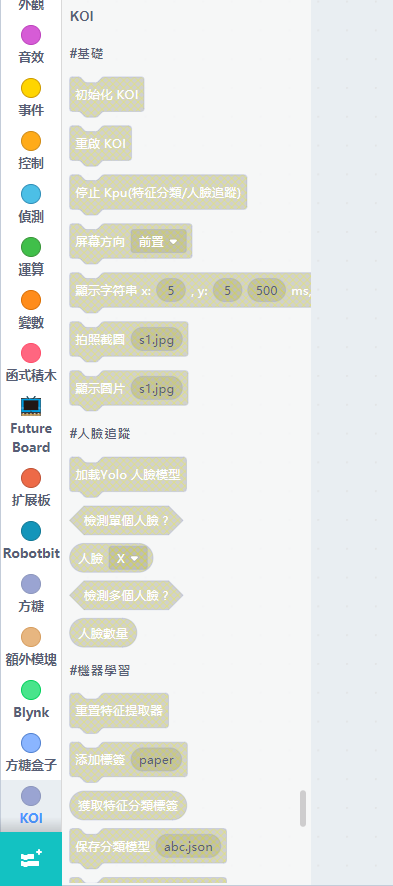 外觀
音效
事件
控制
偵測
運算
變數
函式積木
Future
Board
扩展板
Robotbit
方糖
額外模塊
Blynk
方糖盒子
KOI
KOI
#基礎
初始化 KOI
重啟 KOI
停止 Kpu(特征分類/人臉追蹤)
屏幕方向 前置
顯示字符串 x: 5 , y: 5 500 ms
拍照截圖 s1.jpg
顯示圖片 s1.jpg
#人臉追蹤
加載Yolo 人臉模型
檢測單個人臉 ?
人臉 X
檢測多個人臉 ?
人臉數量
#機器學習
重置特征提取器
添加標簽 paper
獲取特征分類標簽
保存分類模型 abc.json